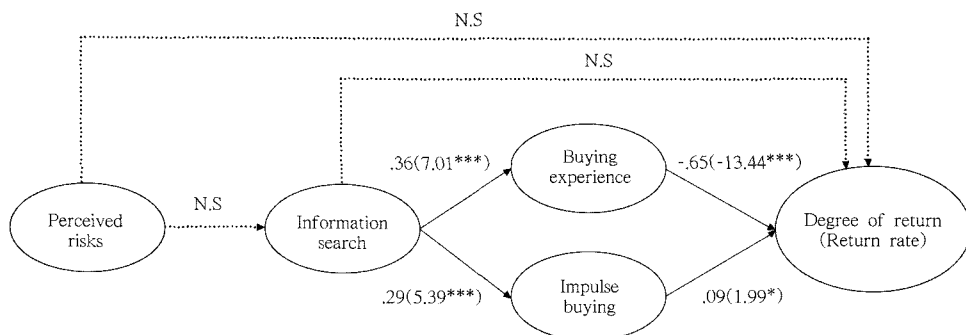 N.S
N.S
.36(7.01***)
Buying
experience
-.65(-13.44***)
N.S
Perceived
risks
Information
search
Degree of return
(Return rate)
.29(5.39***)
Impulse
buying
.09(1.99*)